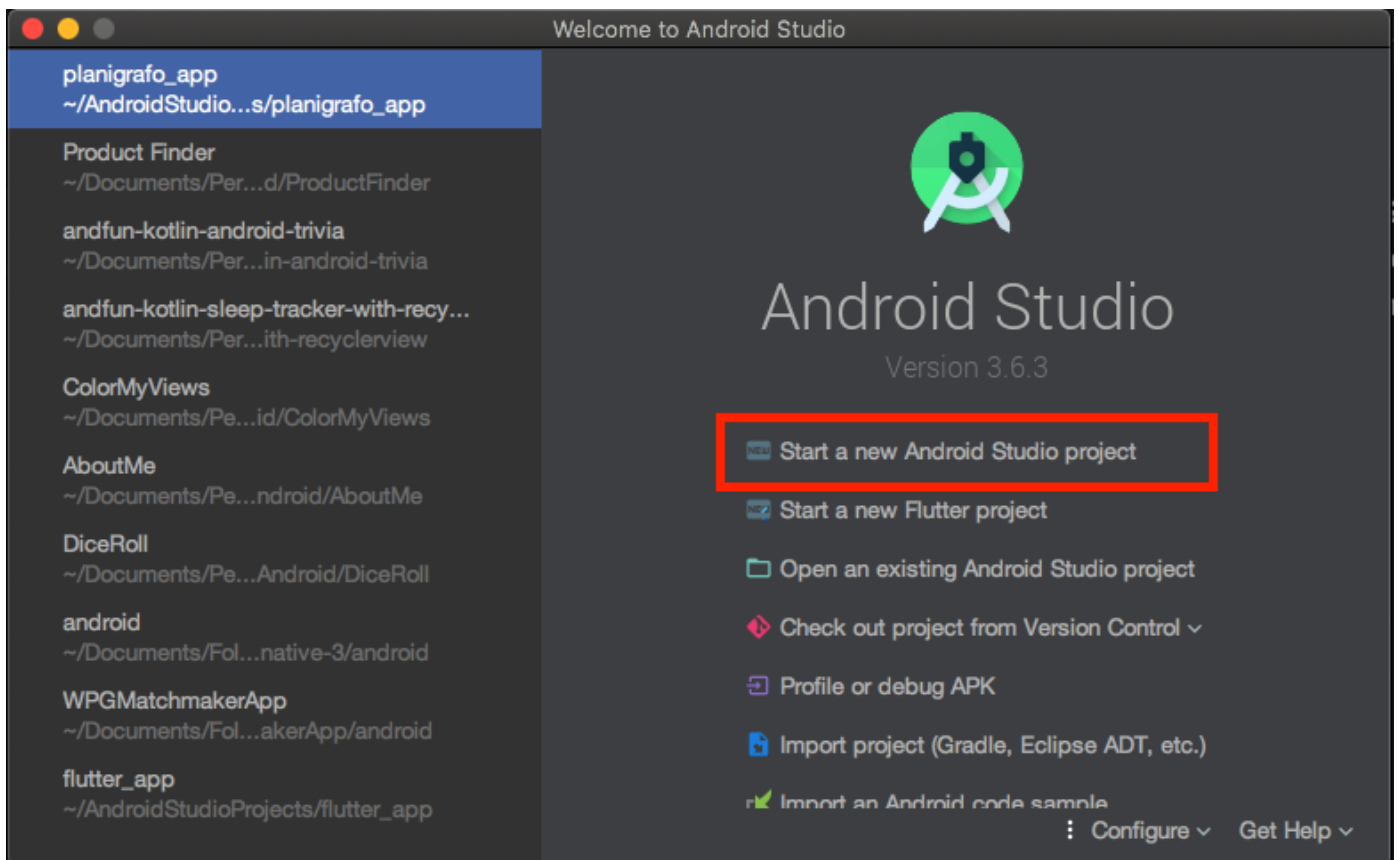 Welcome to Android Studio
planigrafo_app
~/AndroidStudio...s/planigrafo_app
Product Finder
~/Documents/Per...d/ProductFinder
andfun-kotlin-android-trivia
~/Documents/Per...in-android-trivia
andfun-kotlin-sleep-tracker-with-recy...
~/Documents/Per...ith-recyclerview
ColorMyViews
~/Documents/Pe...id/ColorMyViews
AboutMe
~/Documents/Pe...ndroid/AboutMe
DiceRoll
~/Documents/Pe...Android/DiceRoll
android
~/Documents/Fol...native-3/android
WPGMatchmakerApp
~/Documents/Fol...akerApp/android
flutter_app
~/AndroidStudioProjects/flutter_app
Android Studio
Version 3.6.3
Start a new Android Studio project
Start a new Flutter project
Open an existing Android Studio project
Check out project from Version Control
Profile or debug APK
Import project (Gradle, Eclipse ADT, etc.)
Import an Android code sample
Configure Get Help